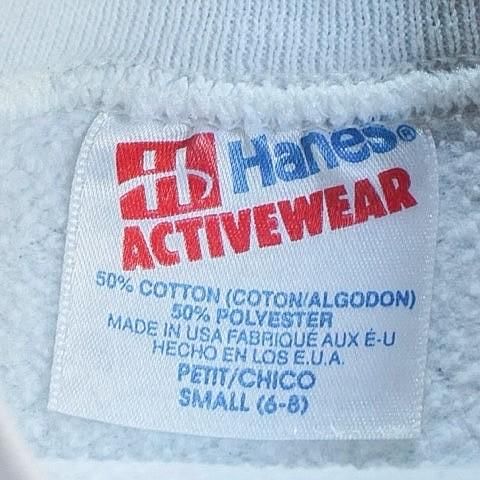 H Hanes®
ACTIVEWEAR
50% COTTON (COTON/ALGODON)
50% POLYESTER
MADE IN USA FABRIQUÉ AUX É-U
HECHO EN LOS E.U.A.
PETIT/CHICO
SMALL (6-8)